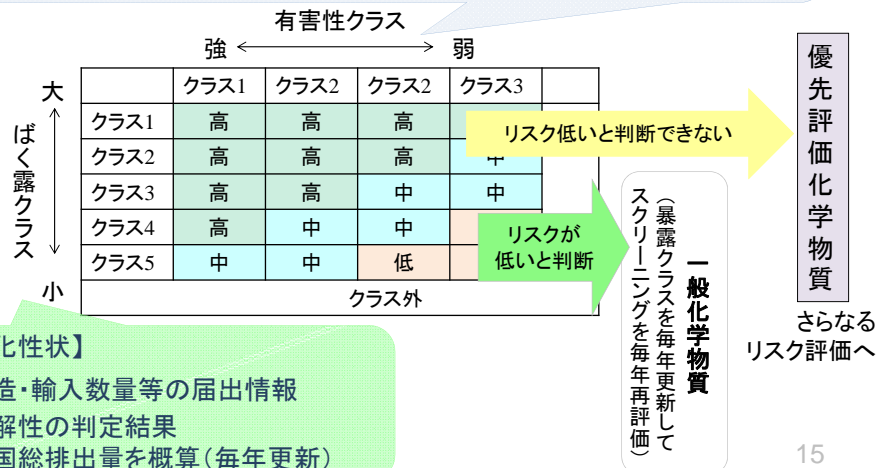 有害性クラス
強 弱
大
クラス1 クラス2 クラス2 クラス3
クラス1 高 高 高
クラス2 高 高 高 中
クラス3 高 高 中 中
クラス4 高 中 中
クラス5 中 中 低
クラス外
ばく露クラス
小
リスク低いと判断できない
リスクが
低いと判断
一般化学物質
(暴露クラスを毎年更新して
スクリーニングを毎年再評価)
優先評価化学物質
さらなる
リスク評価へ
化性状】
造・輸入数量等の届出情報
解性の判定結果
国総排出量を概算(毎年更新)
15